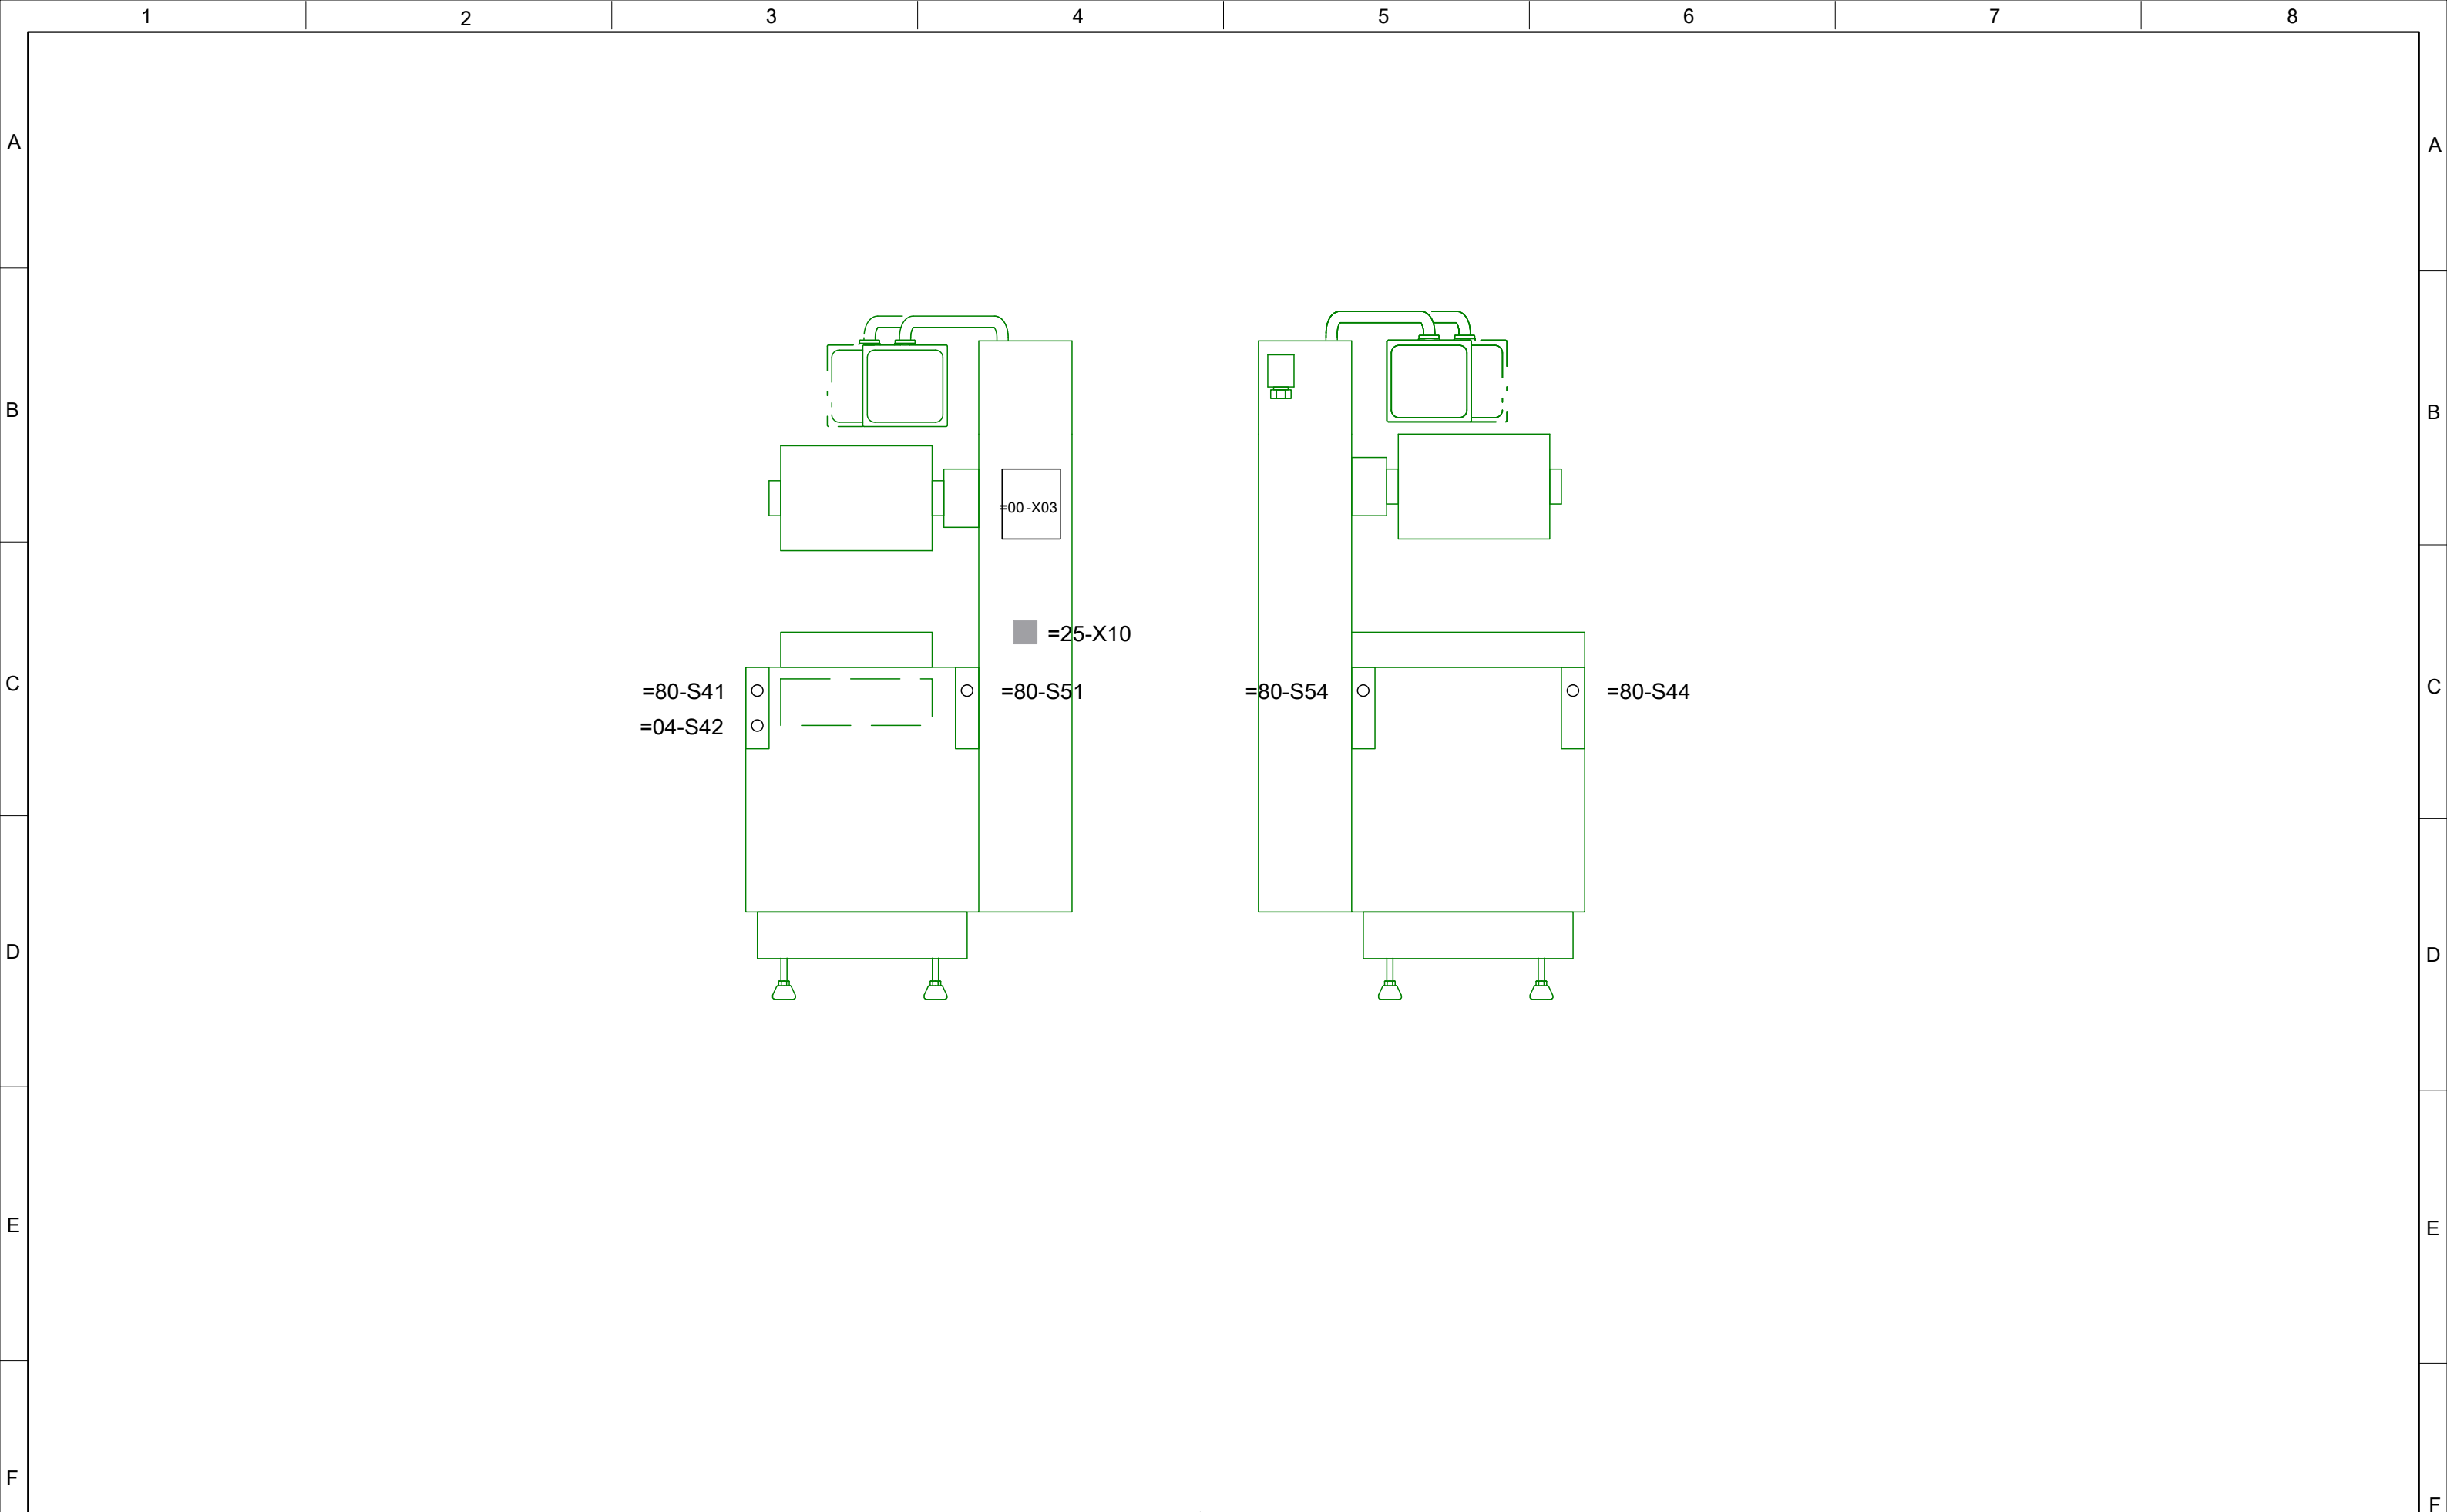 1 2 3 4 5 6 7 8
A A
B B
=00-X03
=25-X10
C =80-S41 =80-S51 =80-S54 =80-S44 C
=04-S42
D D
E E
F F